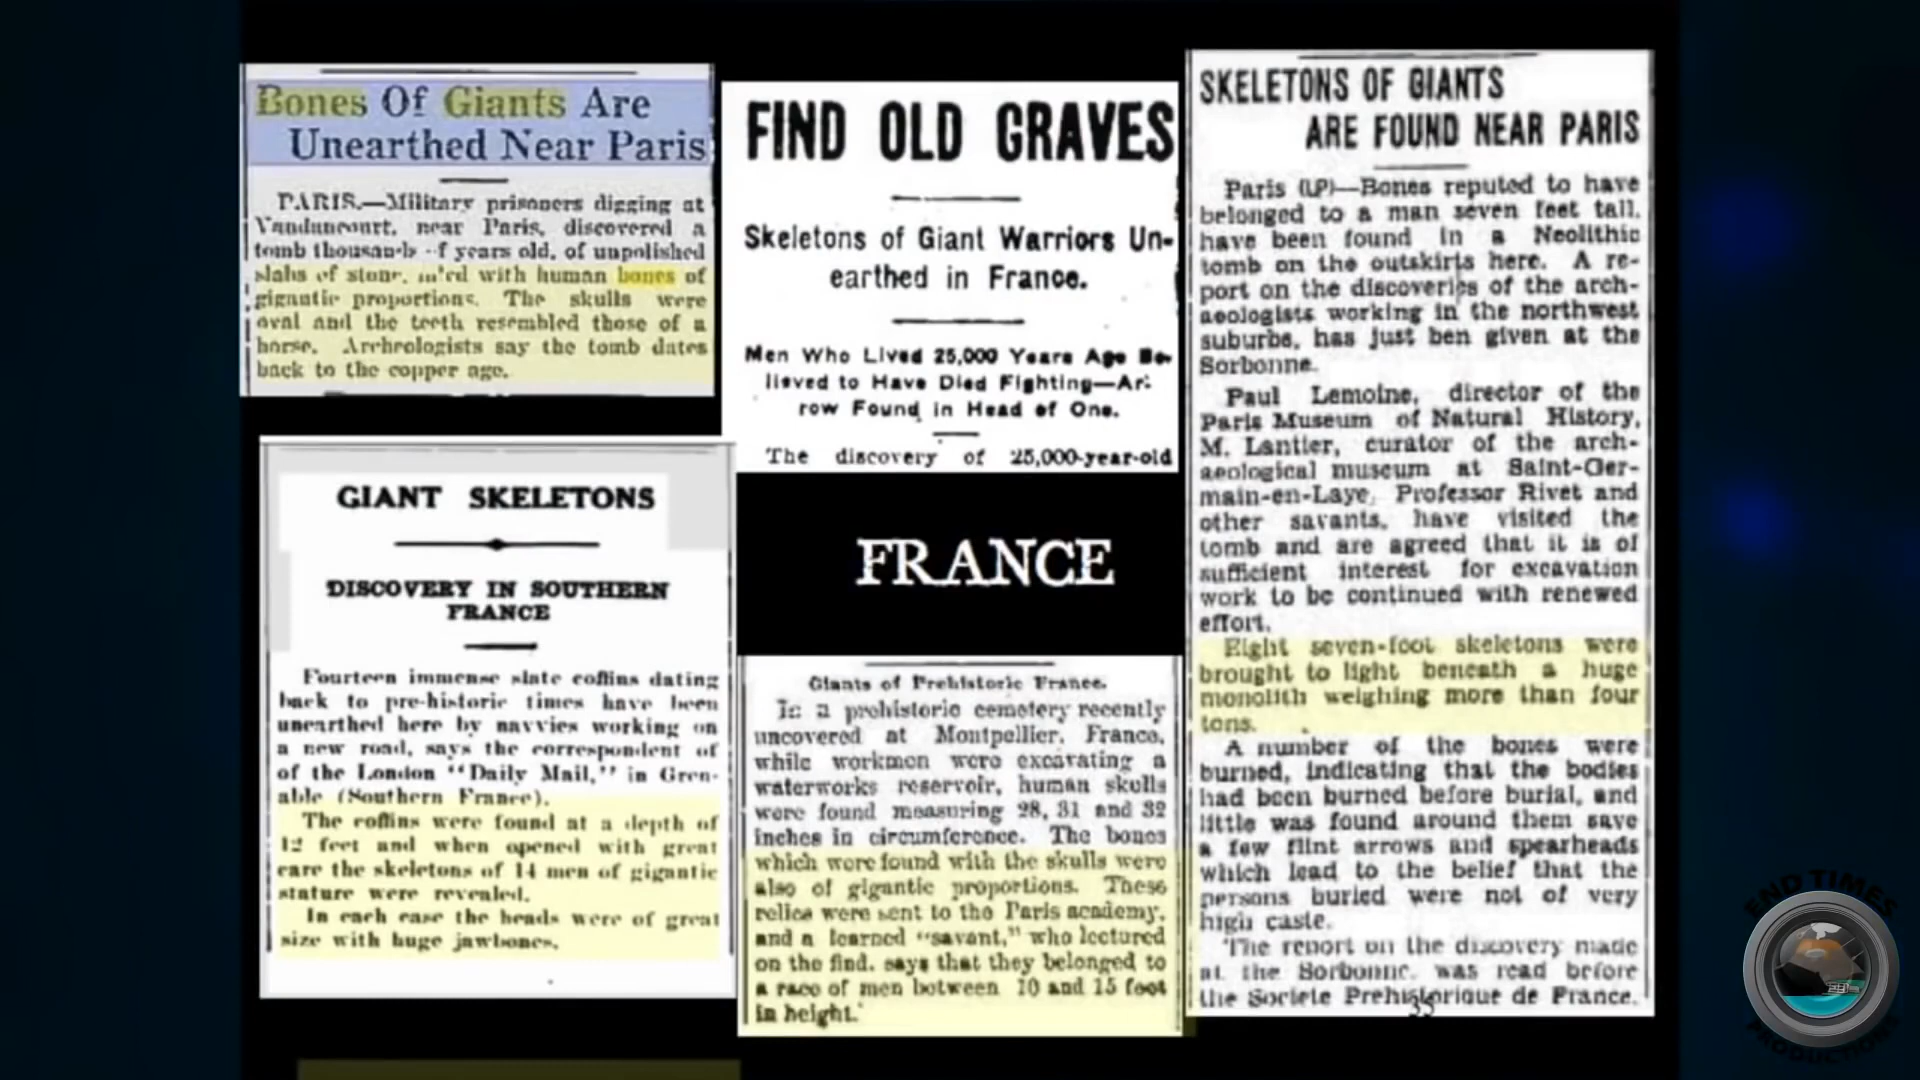 Bones Of Giants Are
Unearthed Near Paris
PARIS.—Military prisoners digging at
Vanduncourt, near Paris, discovered a
tomb thousands of years old, of unpolished
slabs of stone, with human bones of
gigantic proportions. The skulls were
oval and the teeth resembled those of a
horse. Archeologists say the tomb dates
back to the copper age.
GIANT SKELETONS
DISCOVERY IN SOUTHERN
FRANCE
Fourteen immense slate coffins dating
back to pre-historic times have been
unearthed here by navvies working on
a new road, says the correspondent of
of the London "Daily Mail," in Gren-
able (Southern France).
The coffins were found at a depth of
12 feet and when opened with great
care the skeletons of 14 men of gigantic
stature were revealed.
In each case the heads were of great
size with huge jawbones.
FIND OLD GRAVES
Skeletons of Giant Warriors Un-
earthed in France.
Men Who Lived 25,000 Years Ago Be-
lieved to Have Died Fighting—Ar-
row Found in Head of One.
The discovery of 25,000-year-old
FRANCE
Giants of Prehistoric France.
In a prehistoric cemetery recently
uncovered at Montpellier, France,
while workmen were excavating a
waterworks reservoir, human skulls
were found measuring 28, 31 and 32
inches in circumference. The bones
which were found with the skulls were
also of gigantic proportions. These
relics were sent to the Paris academy,
and a learned "savant," who lectured
on the find, says that they belonged to
a race of men between 10 and 15 feet
in height.
SKELETONS OF GIANTS
ARE FOUND NEAR PARIS
Paris (UP)—Bones reputed to have
belonged to a man seven feet tall,
have been found in a Neolithic
tomb on the outskirts here. A re-
port on the discoveries of the arch-
aeologists working in the northwest
suburbs, has just ben given at the
Sorbonne.
Paul Lemoine, director of the
Paris Museum of Natural History,
M. Lantier, curator of the arch-
aeological museum at Saint-Ger-
main-en-Laye, Professor Rivet and
other savants, have visited the
tomb and are agreed that it is of
sufficient interest for excavation
work to be continued with renewed
effort.
Eight seven-foot skeletons were
brought to light beneath a huge
monolith weighing more than four
tons.
A number of the bones were
burned, indicating that the bodies
had been burned before burial, and
little was found around them save
a few flint arrows and spearheads
which lead to the belief that the
persons buried were not of very
high caste.
The report on the discovery made
at the Sorbonne, was read before
the Societe Prehistorique de France.
35
END TIMES
PRODUCTIONS